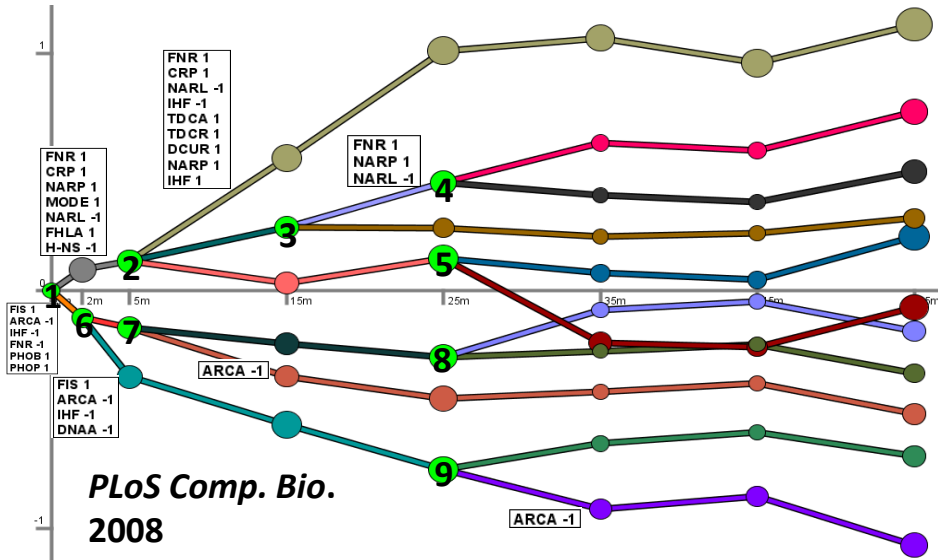 1
FNR 1
CRP 1
NARL -1
IHF -1
TDCA 1
TDCR 1
DCUR 1
NARP 1
IHF 1
FNR 1
NARP 1
NARL -1
FNR 1
CRP 1
NARP 1
MODE 1
NARL -1
FHLA 1
H-NS -1
4
3
2
5
0
1
2m
5m
15m
25m
35m
FIS 1
ARCA -1
IHF -1
FNR -1
PHOB 1
PHOP 1
6
7
8
ARCA -1
FIS 1
ARCA -1
IHF -1
DNAA -1
9
PLoS Comp. Bio.
2008
ARCA -1
-1